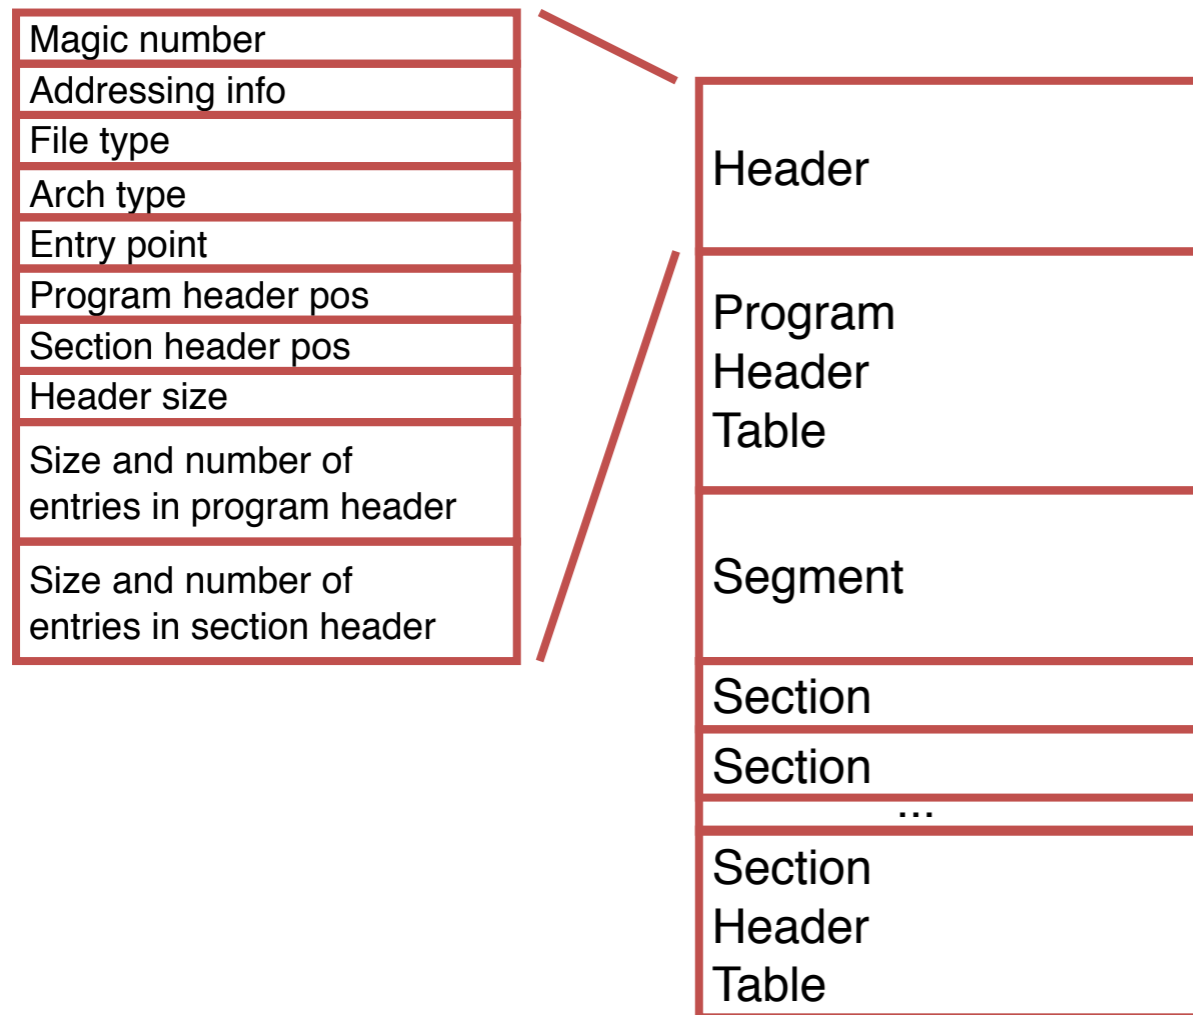 Magic number
Addressing info
File type
Arch type
Entry point
Program header pos
Section header pos
Header size
Size and number of
entries in program header
Size and number of
entries in section header
Header
Program
Header
Table
Segment
Section
Section
...
Section
Header
Table